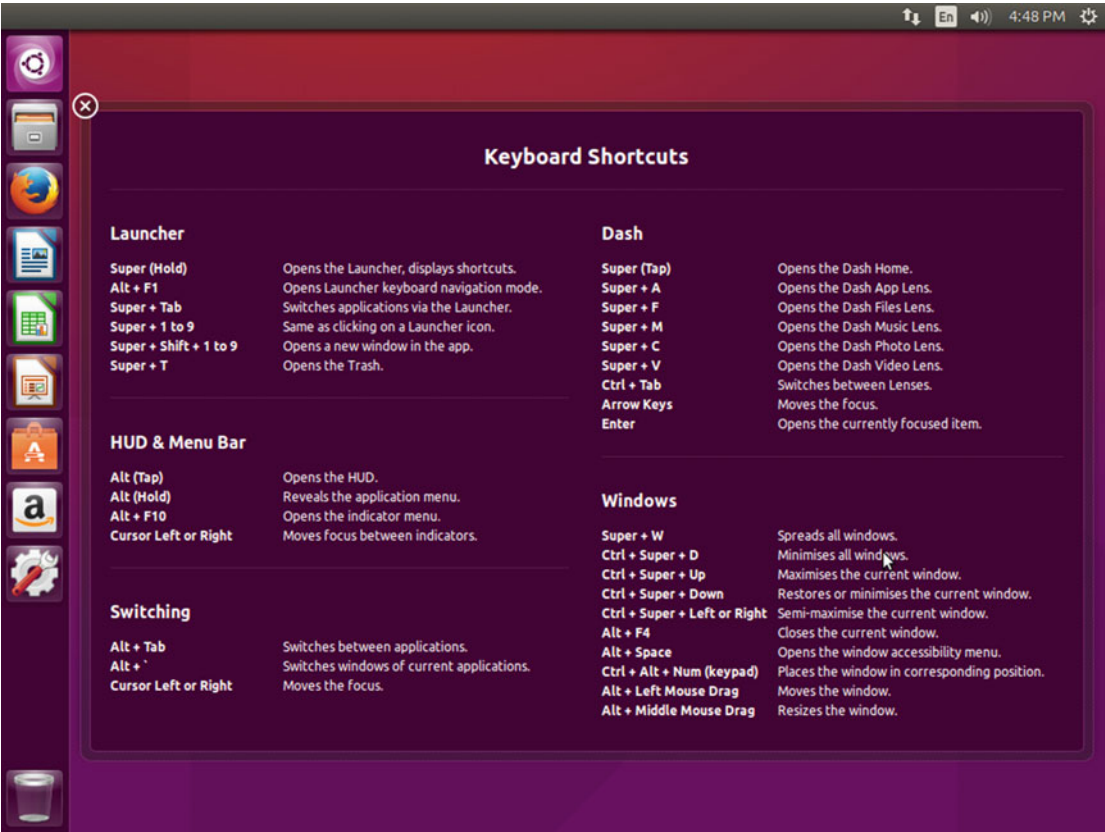 En 4:48 PM
Keyboard Shortcuts
Launcher
Super (Hold) Opens the Launcher, displays shortcuts.
Alt + F1 Opens Launcher keyboard navigation mode.
Super + Tab Switches applications via the Launcher.
Super + 1 to 9 Same as clicking on a Launcher icon.
Super + Shift + 1 to 9 Opens a new window in the app.
Super + T Opens the Trash.
HUD & Menu Bar
Alt (Tap) Opens the HUD.
Alt (Hold) Reveals the application menu.
Alt + F10 Opens the indicator menu.
Cursor Left or Right Moves focus between indicators.
Switching
Alt + Tab Switches between applications.
Alt + ` Switches windows of current applications.
Cursor Left or Right Moves the focus.
Dash
Super (Tap) Opens the Dash Home.
Super + A Opens the Dash App Lens.
Super + F Opens the Dash Files Lens.
Super + M Opens the Dash Music Lens.
Super + C Opens the Dash Photo Lens.
Super + V Opens the Dash Video Lens.
Ctrl + Tab Switches between Lenses.
Arrow Keys Moves the focus.
Enter Opens the currently focused item.
Windows
Super + W Spreads all windows.
Ctrl + Super + D Minimises all windows.
Ctrl + Super + Up Maximises the current window.
Ctrl + Super + Down Restores or minimises the current window.
Ctrl + Super + Left or Right Semi-maximise the current window.
Alt + F4 Closes the current window.
Alt + Space Opens the window accessibility menu.
Ctrl + Alt + Num (keypad) Places the window in corresponding position.
Alt + Left Mouse Drag Moves the window.
Alt + Middle Mouse Drag Resizes the window.
A
a